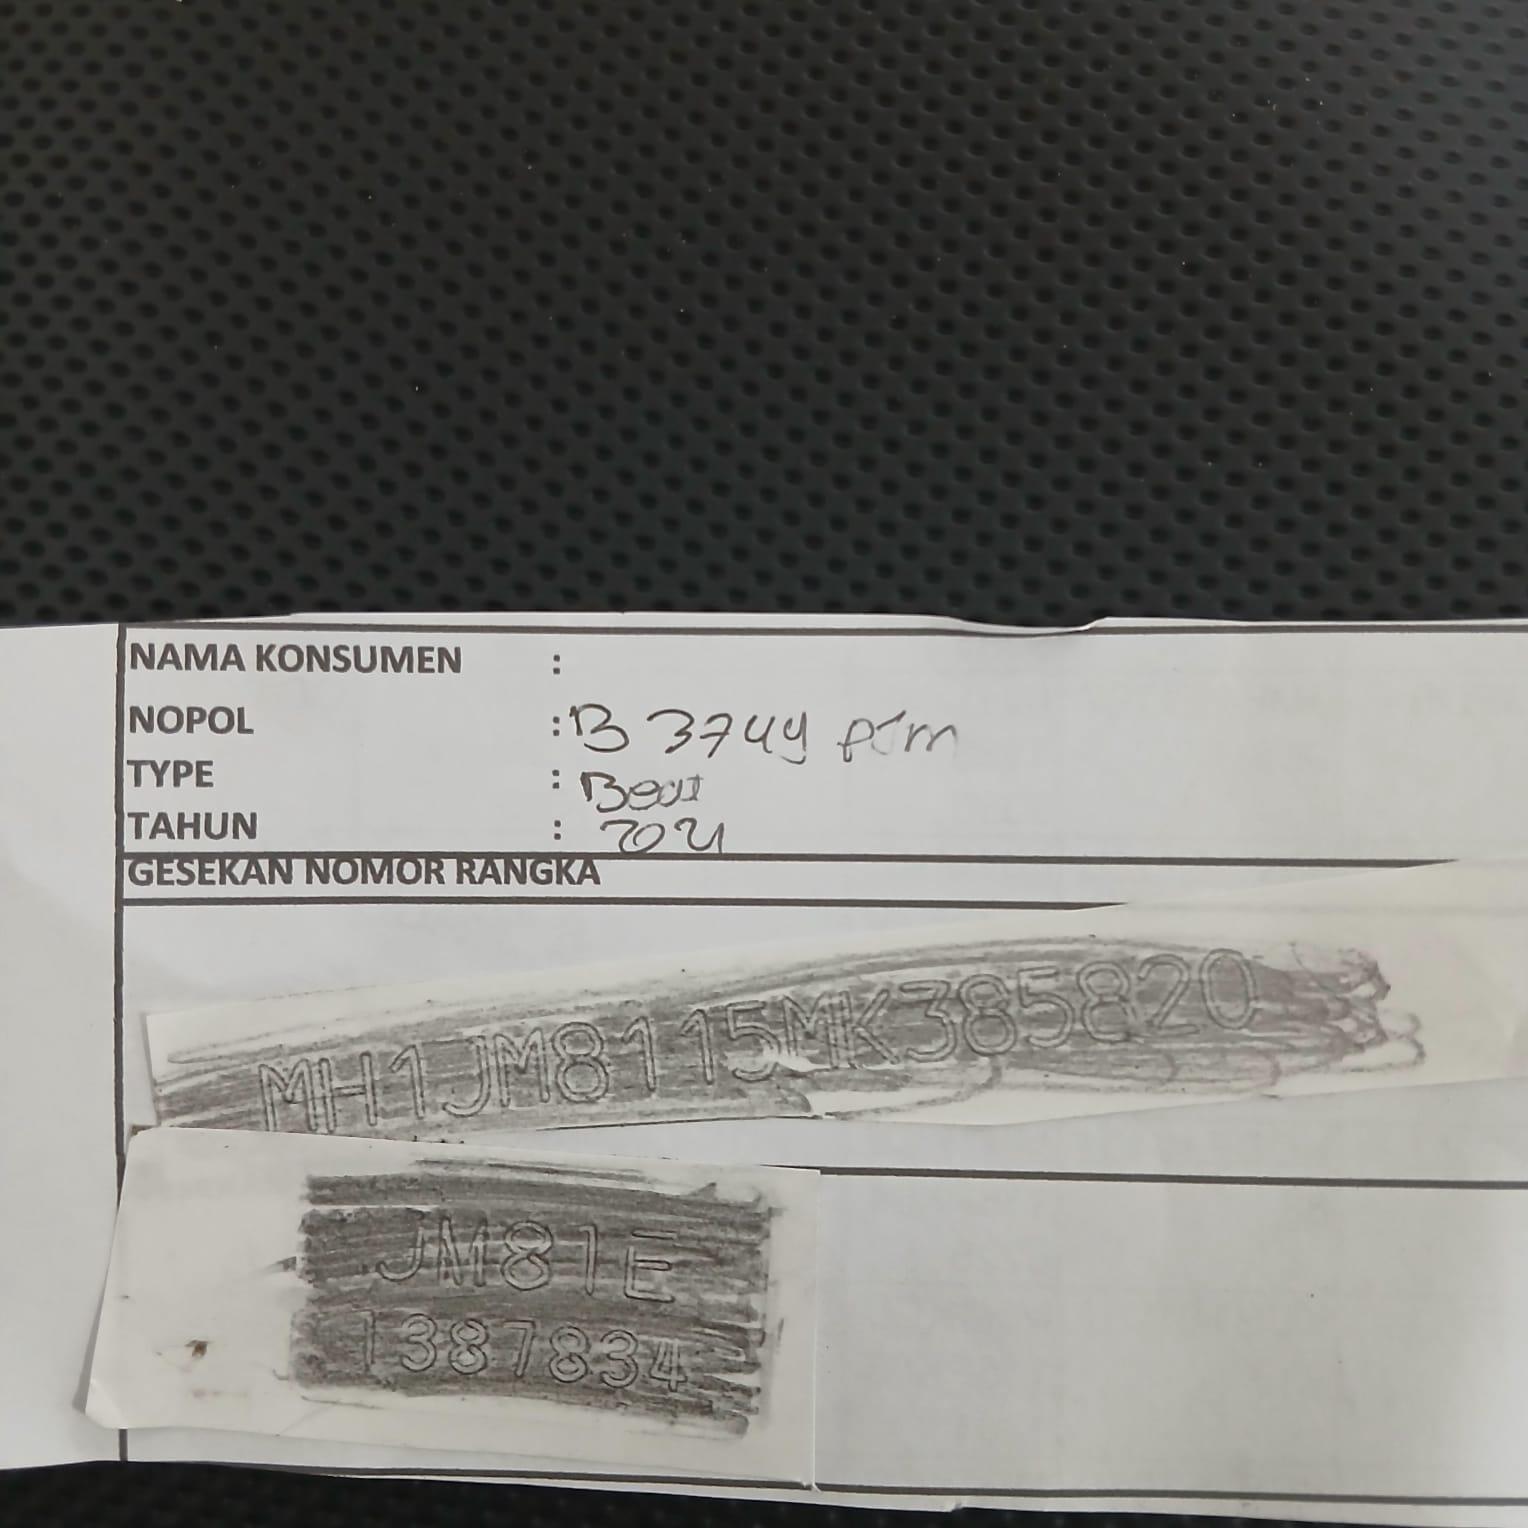 NAMA KONSUMEN :
NOPOL : B 3744 PJM
TYPE : Beat
TAHUN : 2021
GESEKAN NOMOR RANGKA
MH1JM8115MK385820
JM81E
1387834